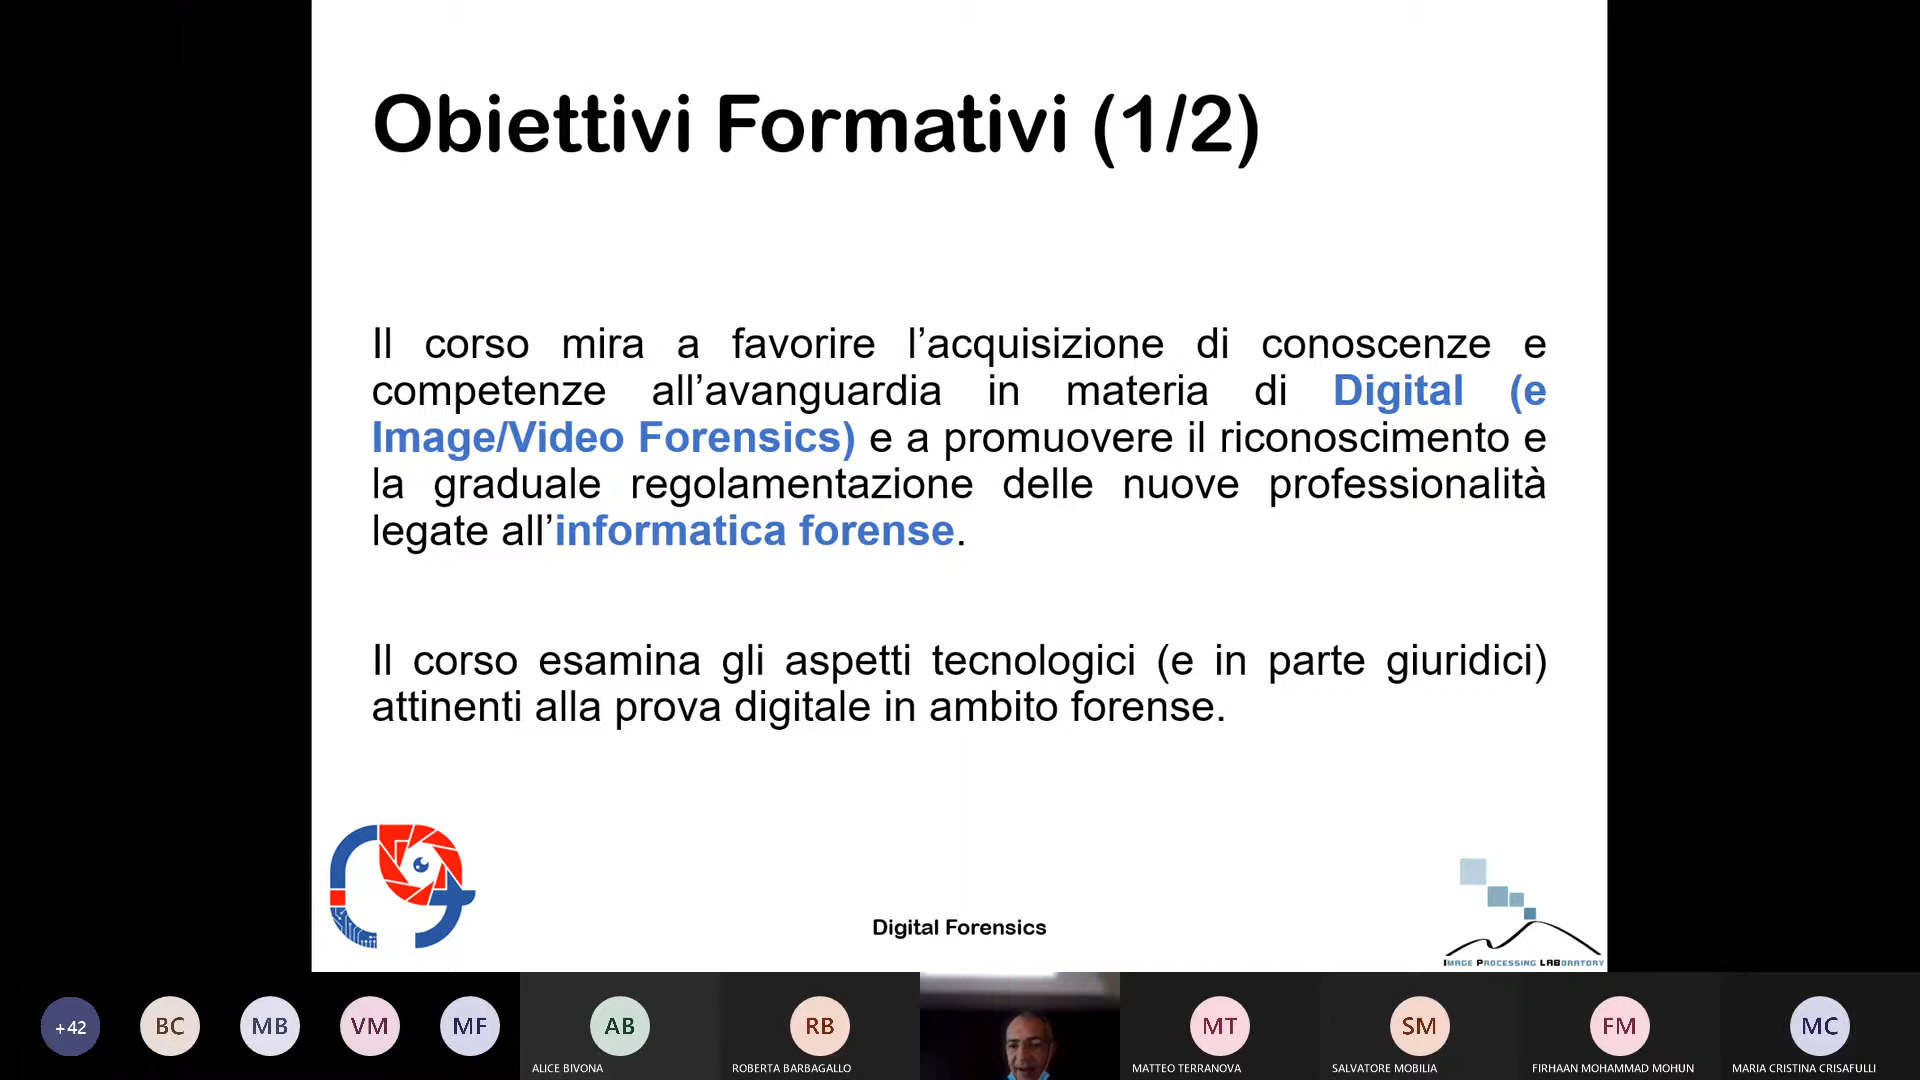 Obiettivi Formativi (1/2)
Il corso mira a favorire l’acquisizione di conoscenze e
competenze all’avanguardia in materia di Digital (e
Image/Video Forensics) e a promuovere il riconoscimento e
la graduale regolamentazione delle nuove professionalità
legate all’informatica forense.
Il corso esamina gli aspetti tecnologici (e in parte giuridici)
attinenti alla prova digitale in ambito forense.
Digital Forensics
IMAGE PROCESSING LABORATORY
+42
BC
MB
VM
MF
AB
RB
MT
SM
FM
MC
ALICE BIVONA
ROBERTA BARBAGALLO
MATTEO TERRANOVA
SALVATORE MOBILIA
FIRHAAN MOHAMMAD MOHUN
MARIA CRISTINA CRISAFULLI